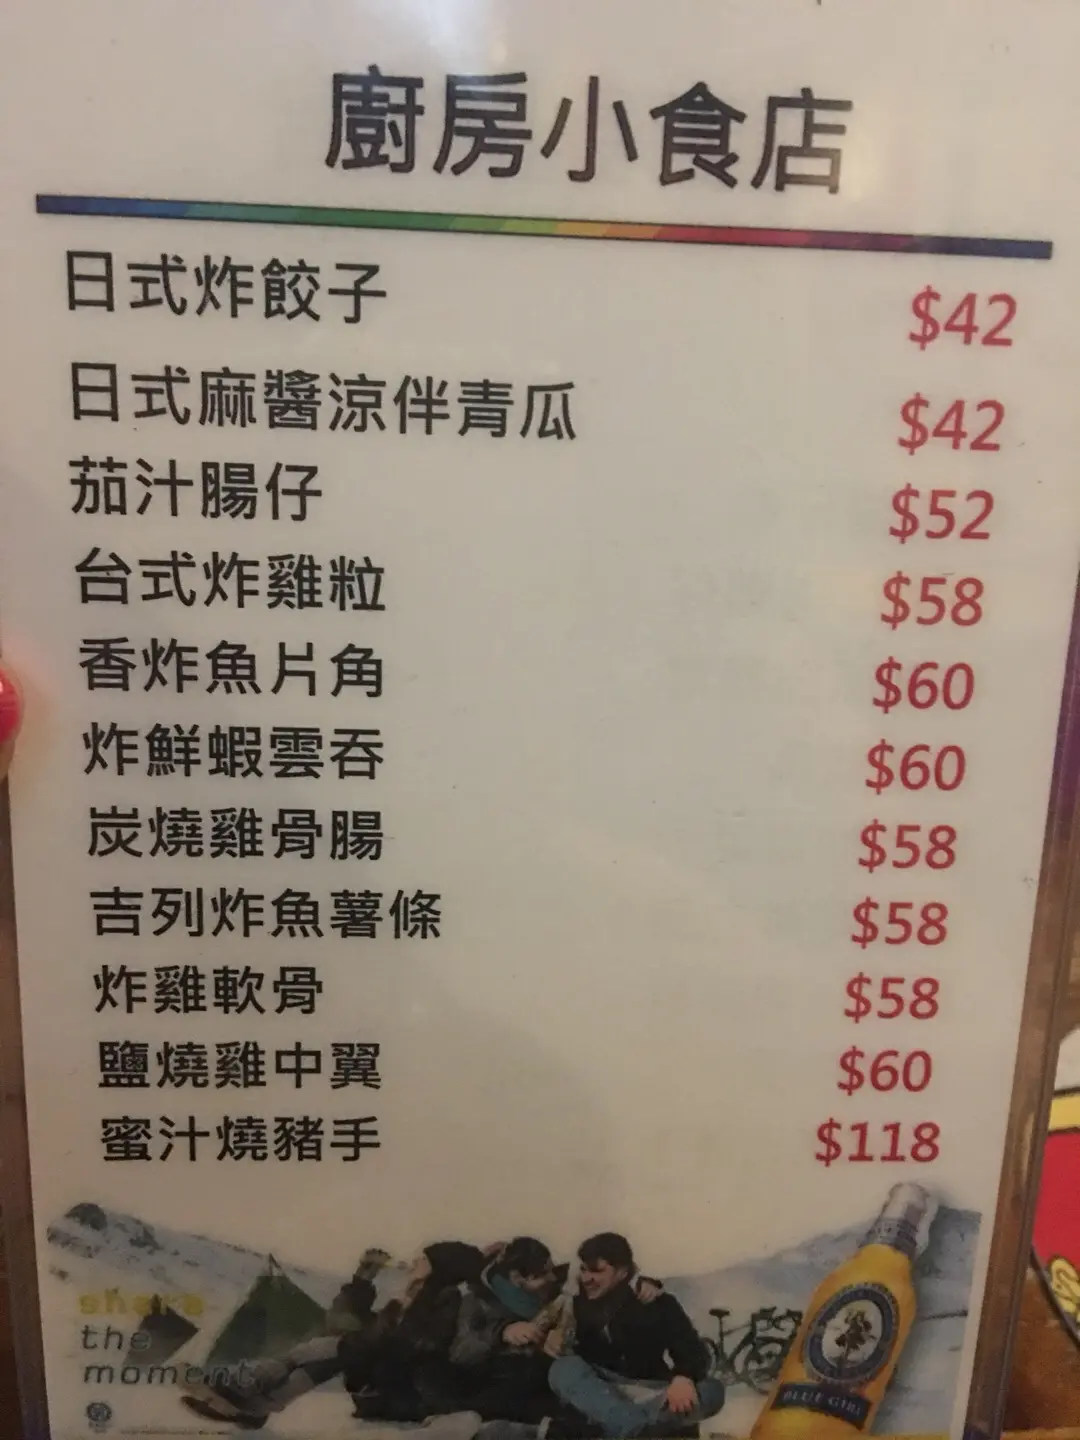 廚房小食店
日式炸餃子 $42
日式麻醬涼伴青瓜 $42
茄汁腸仔 $52
台式炸雞粒 $58
香炸魚片角 $60
炸鮮蝦雲吞 $60
炭燒雞骨腸 $58
吉列炸魚薯條 $58
炸雞軟骨 $58
鹽燒雞中翼 $60
蜜汁燒豬手 $118
share
the
moment
BLUE GIRL